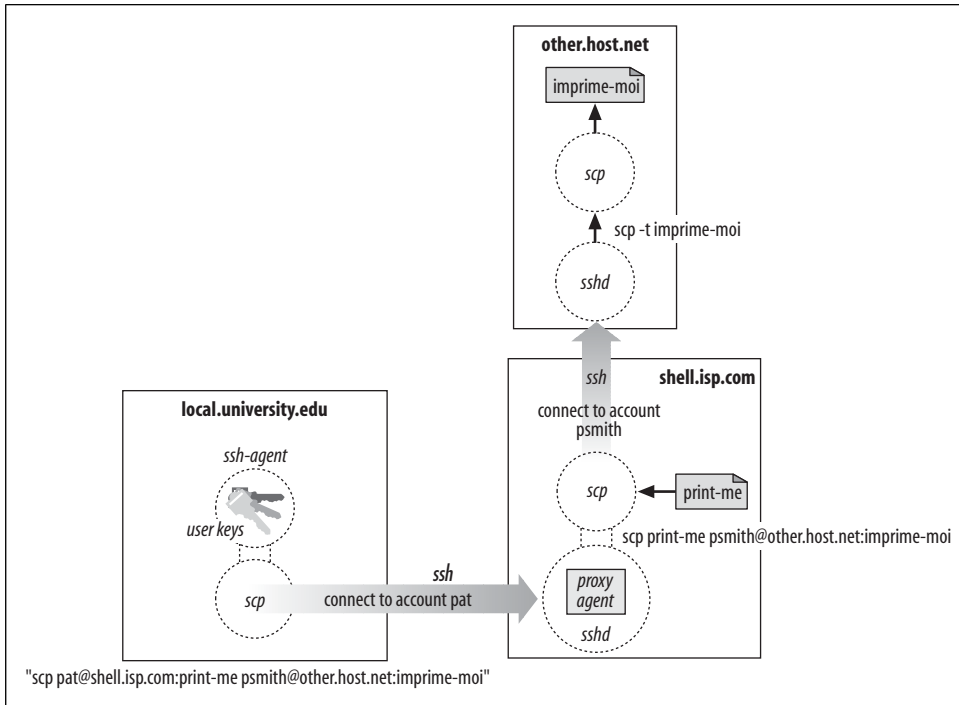 other.host.net
imprime-moi
scp
scp -t imprime-moi
sshd
ssh
shell.isp.com
connect to account
psmith
scp
print-me
scp print-me psmith@other.host.net:imprime-moi
proxy
agent
sshd
local.university.edu
ssh-agent
user keys
scp
ssh
connect to account pat
"scp pat@shell.isp.com:print-me psmith@other.host.net:imprime-moi"